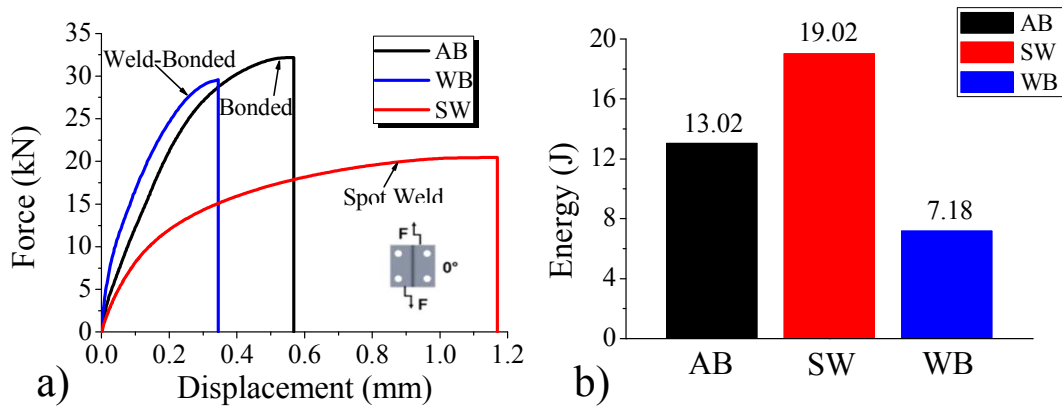 35
30
25
20
15
10
5
0
Force (kN)
0.0 0.2 0.4 0.6 0.8 1.0 1.2
Displacement (mm)
a)
Weld-Bonded
Bonded
Spot Weld
AB
WB
SW
F
0°
F
20
16
12
8
4
0
Energy (J)
13.02
19.02
7.18
AB SW WB
b)
AB
SW
WB